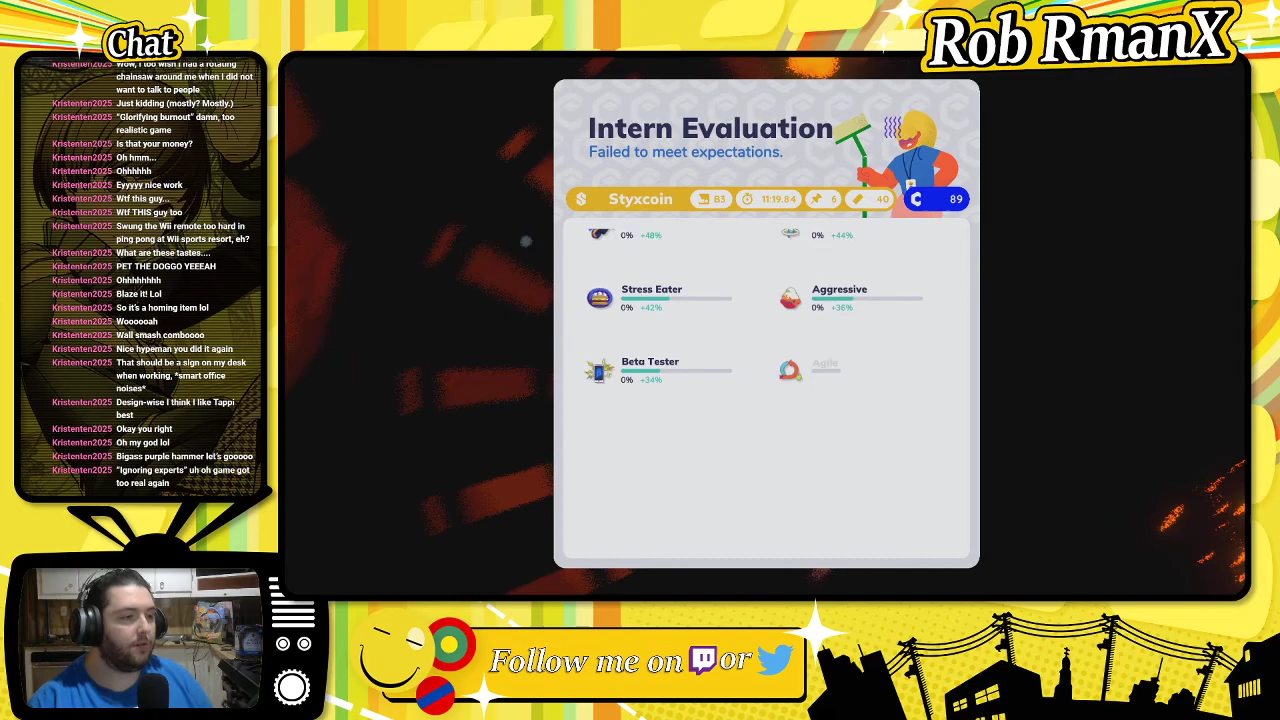 Chat
Rob RmanX
Kristenten2025 Wow, I too wish I had a rotating
chainsaw around me when I did not
want to talk to people
Kristenten2025 Just kidding (mostly? Mostly.)
Kristenten2025 “Glorifying burnout” damn, too
realistic game
Kristenten2025 Is that your money?
Kristenten2025 Oh hmm...
Kristenten2025 Ohhhhhh
Kristenten2025 Eyyyyy nice work
Kristenten2025 Wtf this guy...
Kristenten2025 Wtf THIS guy too
Kristenten2025 Swung the Wii remote too hard in
ping pong at Wii sports resort, eh?
Kristenten2025 What are these tastes....
Kristenten2025 PET THE DOGGO YEEEAH
Kristenten2025 Ohhhhhhhh
Kristenten2025 Blaze it! Lol
Kristenten2025 So it’s a homing item lol
Kristenten2025 Woooooah
Kristenten2025 Wall smash comboooo
Kristenten2025 Nice hypeman you did it again
Kristenten2025 That should be a sign on my desk
when working, *smart office
noises*
Kristenten2025 Design-wise I think I like Tappi
best
Kristenten2025 Okay you right
Kristenten2025 Oh my god lol
Kristenten2025 Bigass purple hammer let’s gooooo
Kristenten2025 “Ignoring experts” uh oh game got
too real again
Intern Evaluation
Failed to meet expectations.
$ Styxcoin B3 11:19.84 6 40 C 89
0% +48% 0% +44%
Stress Eater Aggressive
0% +42% 0% +36%
Beta Tester Agile
0% +34%
Follow me on or